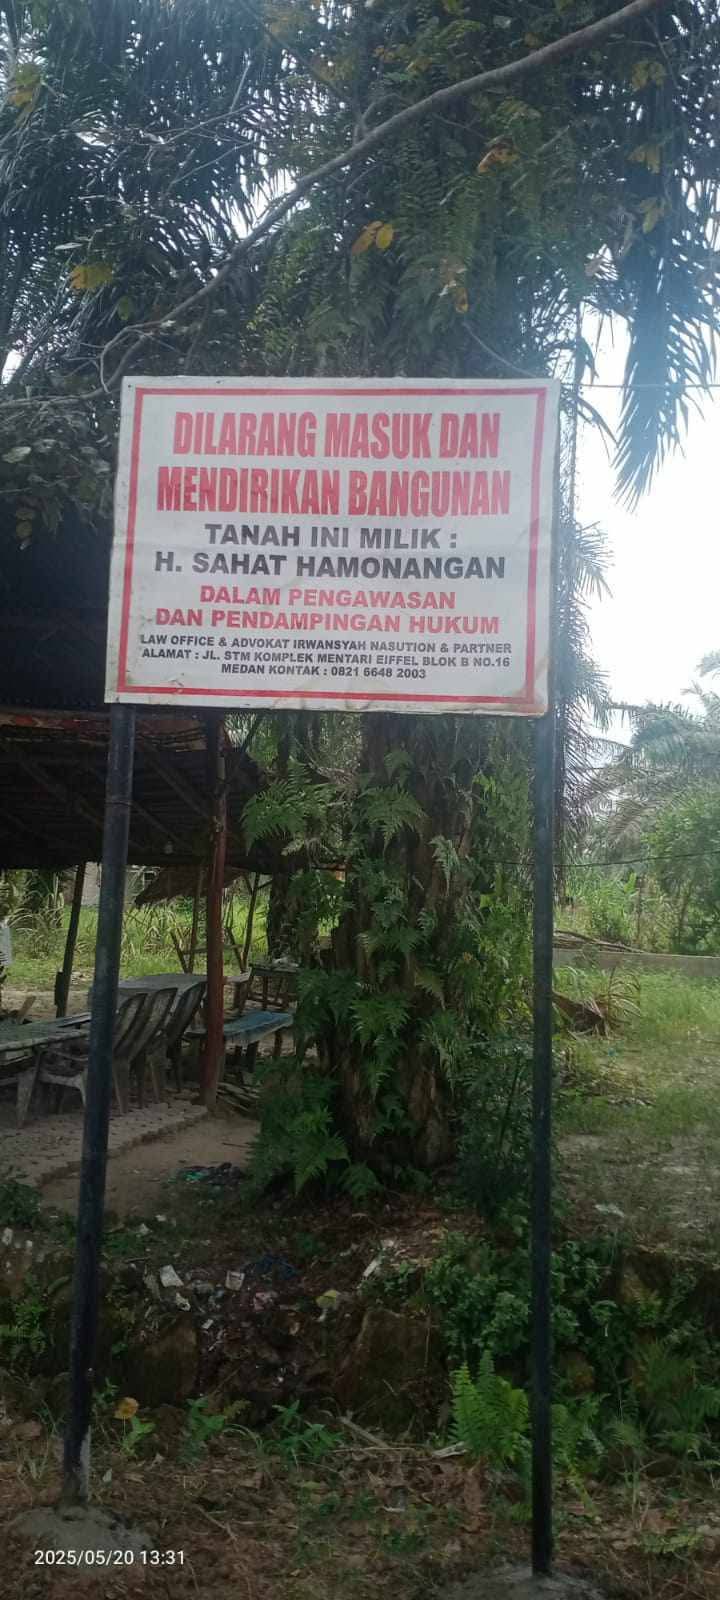 DILARANG MASUK DAN
MENDIRIKAN BANGUNAN
TANAH INI MILIK :
H. SAHAT HAMONANGAN
DALAM PENGAWASAN
DAN PENDAMPINGAN HUKUM
LAW OFFICE & ADVOKAT IRWANSYAH NASUTION & PARTNER
ALAMAT : JL. STM KOMPLEK MENTARI EIFFEL BLOK B NO.16
MEDAN KONTAK : 0821 6648 2003
2025/05/20 13:31